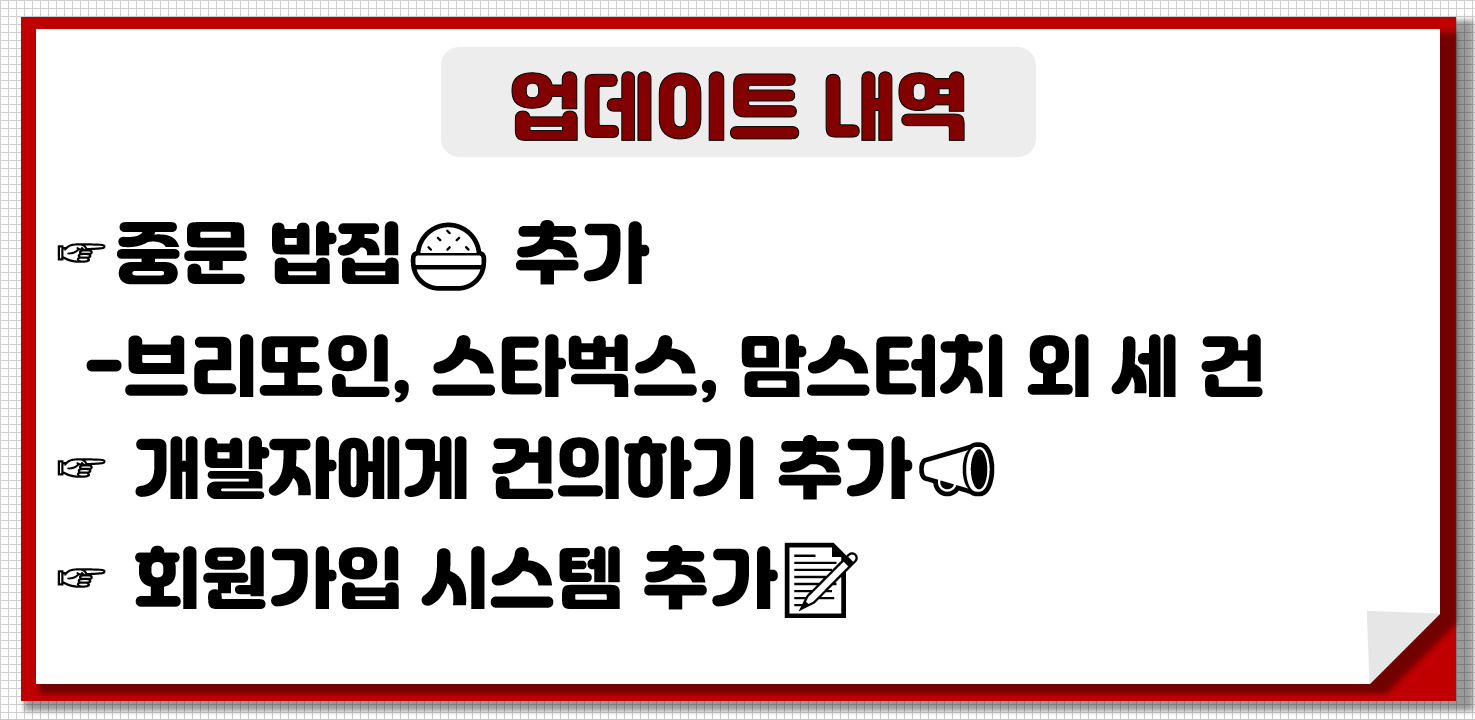 업데이트 내역
☞중문 밥집🍚 추가
-브리또인, 스타벅스, 맘스터치 외 세 건
☞ 개발자에게 건의하기 추가📢
☞ 회원가입 시스템 추가📝